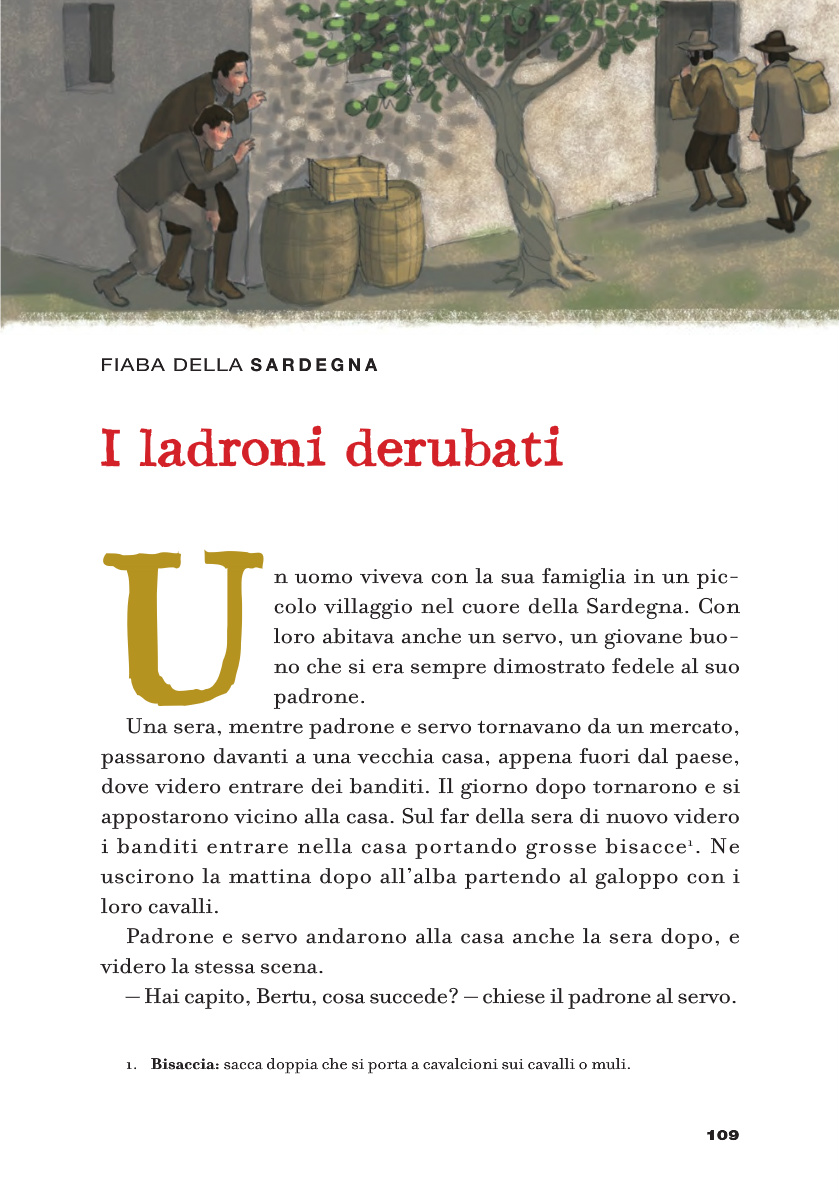 FIABA DELLA SARDEGNA
I ladroni derubati
Un uomo viveva con la sua famiglia in un pic-
colo villaggio nel cuore della Sardegna. Con
loro abitava anche un servo, un giovane buo-
no che si era sempre dimostrato fedele al suo
padrone.
Una sera, mentre padrone e servo tornavano da un mercato,
passarono davanti a una vecchia casa, appena fuori dal paese,
dove videro entrare dei banditi. Il giorno dopo tornarono e si
appostarono vicino alla casa. Sul far della sera di nuovo videro
i banditi entrare nella casa portando grosse bisacce¹. Ne
uscirono la mattina dopo all’alba partendo al galoppo con i
loro cavalli.
Padrone e servo andarono alla casa anche la sera dopo, e
videro la stessa scena.
– Hai capito, Bertu, cosa succede? – chiese il padrone al servo.
1. Bisaccia: sacca doppia che si porta a cavalcioni sui cavalli o muli.
109